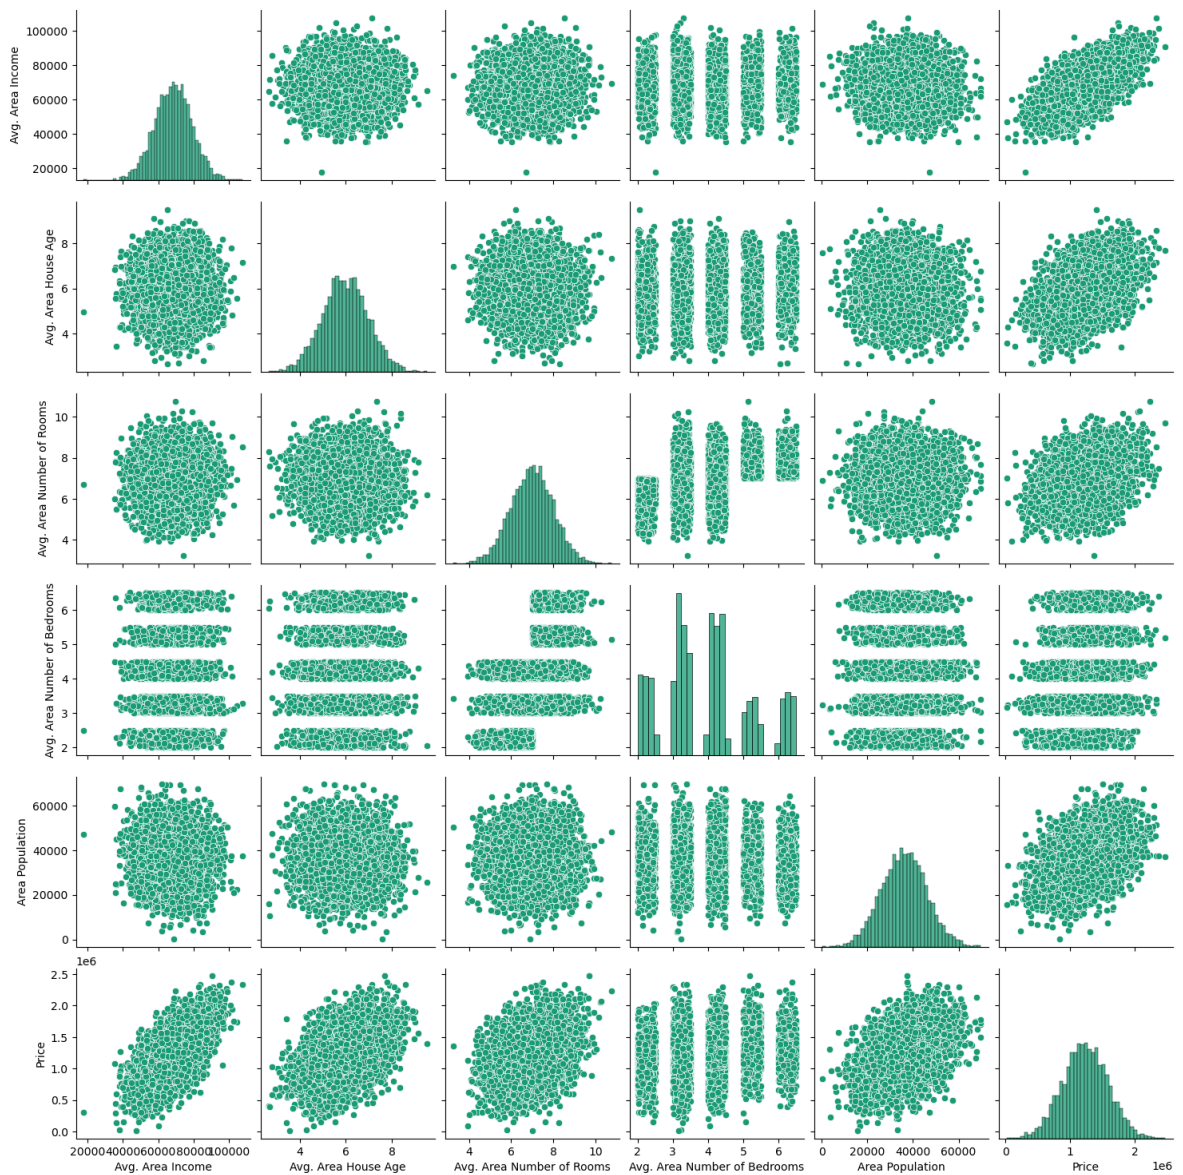 100000
80000
60000
40000
20000
Avg. Area Income
8
6
4
Avg. Area House Age
10
8
6
4
Avg. Area Number of Rooms
6
5
4
3
2
Avg. Area Number of Bedrooms
60000
40000
20000
0
Area Population
1e6
2.5
2.0
1.5
1.0
0.5
0.0
Price
20000 40000 60000 80000 100000
Avg. Area Income
4 6 8
Avg. Area House Age
4 6 8 10
Avg. Area Number of Rooms
2 3 4 5 6
Avg. Area Number of Bedrooms
0 20000 40000 60000
Area Population
0 1 2
1e6
Price